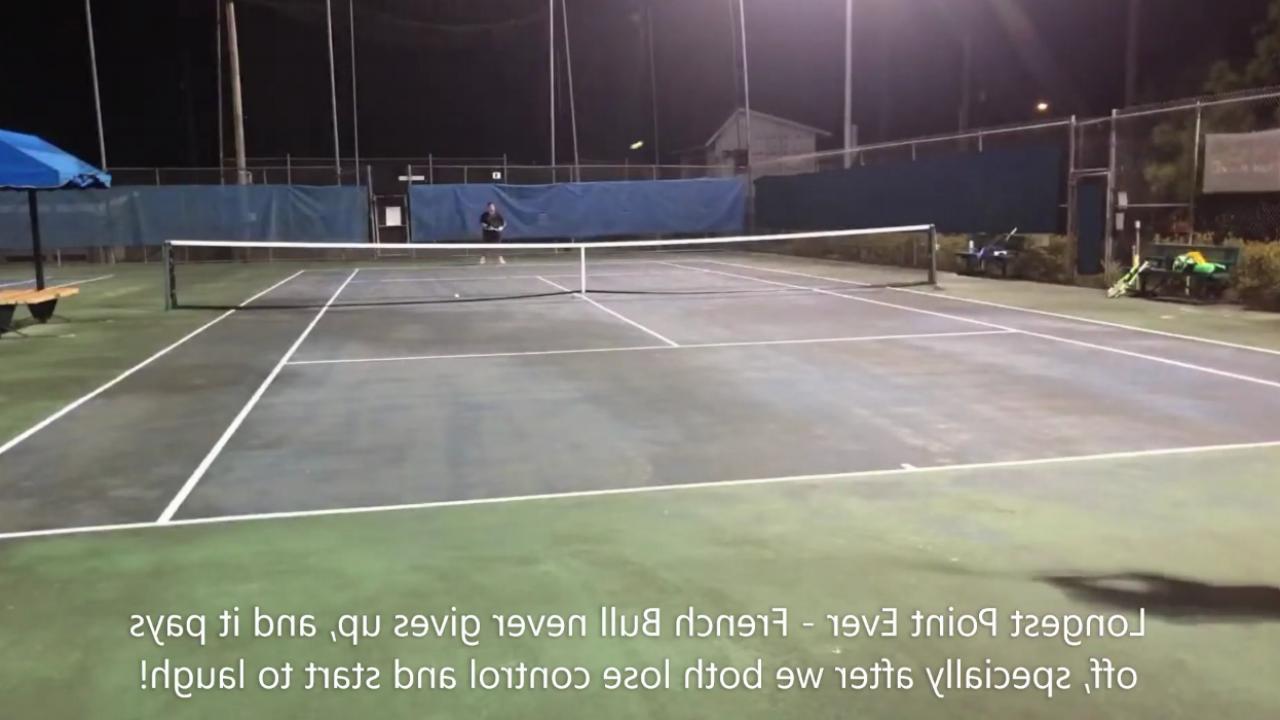 Longest Point Ever - French Bull never gives up, and it pays
off, specially after we both lose control and start to laugh!